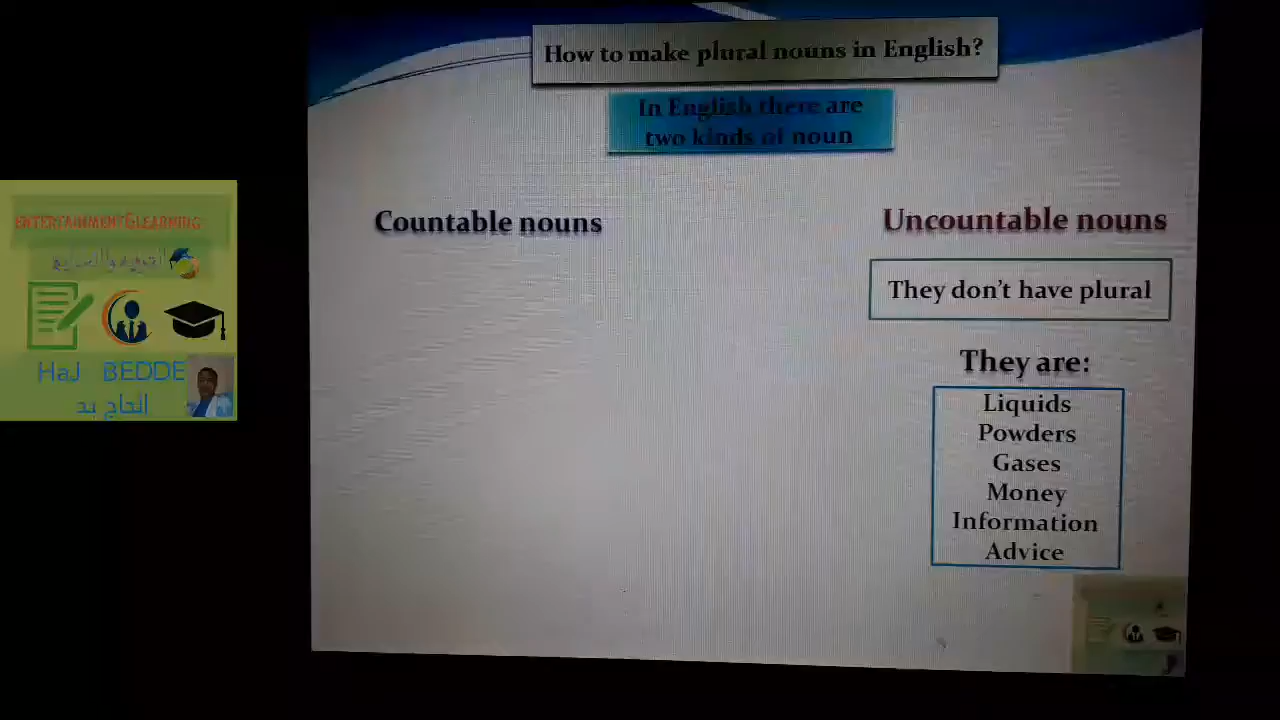 How to make plural nouns in English?
In English there are
two kinds of noun
Countable nouns
Uncountable nouns
They don't have plural
They are:
Liquids
Powders
Gases
Money
Information
Advice
ENTERTAINMENT&LEARNING
HaJ BEDDE
الحاج بد